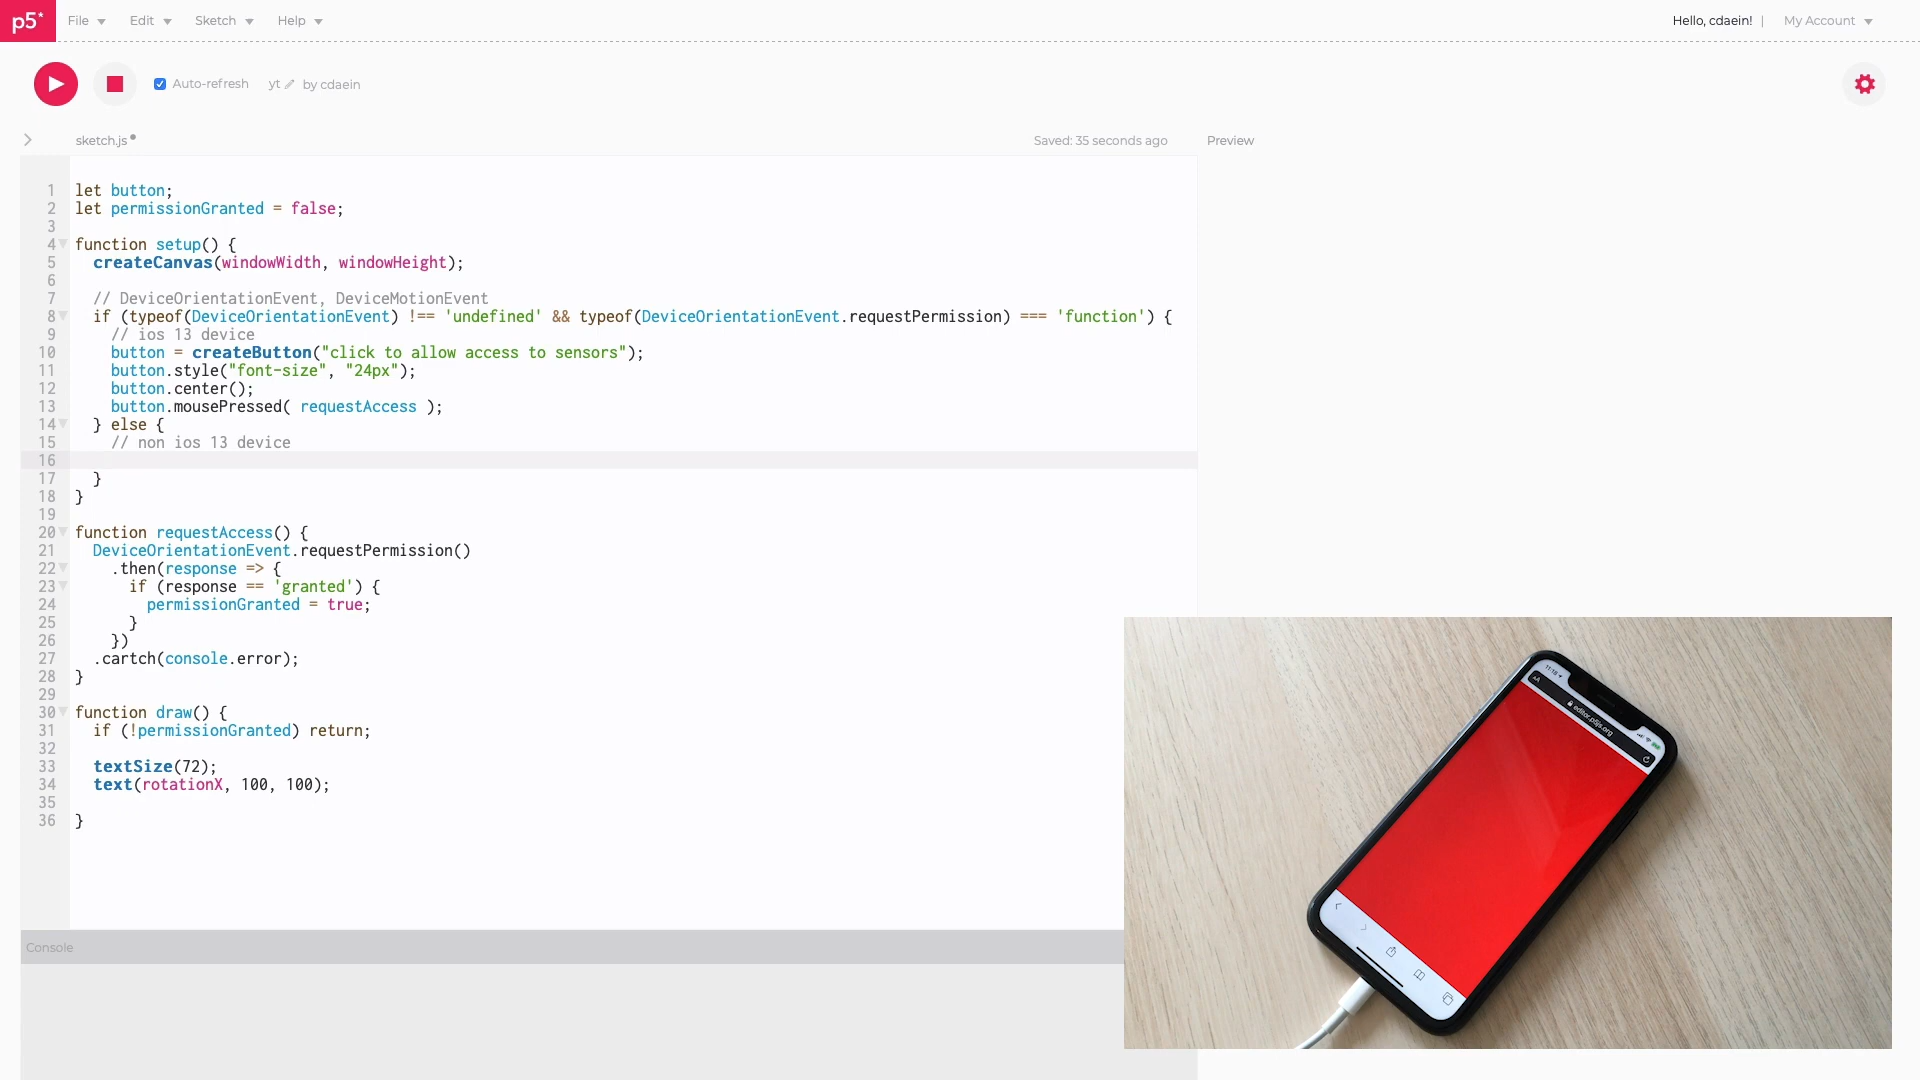 p5* File Edit Sketch Help Hello, cdaein! | My Account
Auto-refresh yt by cdaein
sketch.js Saved: 35 seconds ago Preview
1 let button;
2 let permissionGranted = false;
3
4 function setup() {
5 createCanvas(windowWidth, windowHeight);
6
7 // DeviceOrientationEvent, DeviceMotionEvent
8 if (typeof(DeviceOrientationEvent) !== 'undefined' && typeof(DeviceOrientationEvent.requestPermission) === 'function') {
9 // ios 13 device
10 button = createButton("click to allow access to sensors");
11 button.style("font-size", "24px");
12 button.center();
13 button.mousePressed( requestAccess );
14 } else {
15 // non ios 13 device
16
17 }
18 }
19
20 function requestAccess() {
21 DeviceOrientationEvent.requestPermission()
22 .then(response => {
23 if (response == 'granted') {
24 permissionGranted = true;
25 }
26 })
27 .cartch(console.error);
28 }
29
30 function draw() {
31 if (!permissionGranted) return;
32
33 textSize(72);
34 text(rotationX, 100, 100);
35
36 }
Console
AA editor.p5js.org